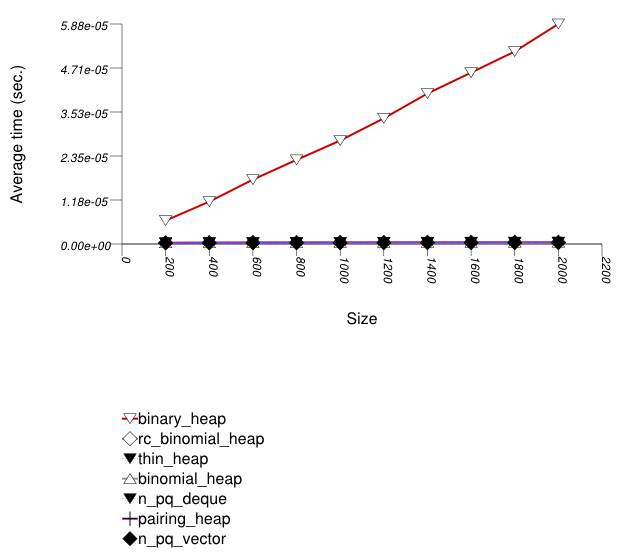 5.88e-05
4.71e-05
3.53e-05
2.35e-05
1.18e-05
0.00e+00
Average time (sec.)
0
200
400
600
800
1000
1200
1400
1600
1800
2000
2200
Size
binary_heap
rc_binomial_heap
thin_heap
binomial_heap
n_pq_deque
pairing_heap
n_pq_vector